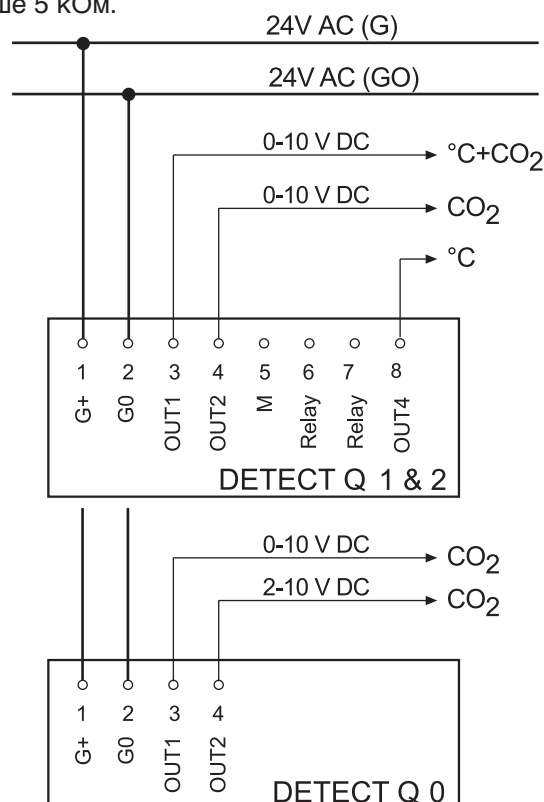 ше 5 кОм.
24V AC (G)
24V AC (GO)
0-10 V DC
°C+CO₂
0-10 V DC
CO₂
°C
1 2 3 4 5 6 7 8
G+ G0 OUT1 OUT2 M Relay Relay OUT4
DETECT Q 1 & 2
0-10 V DC
CO₂
2-10 V DC
CO₂
1 2 3 4
G+ G0 OUT1 OUT2
DETECT Q 0